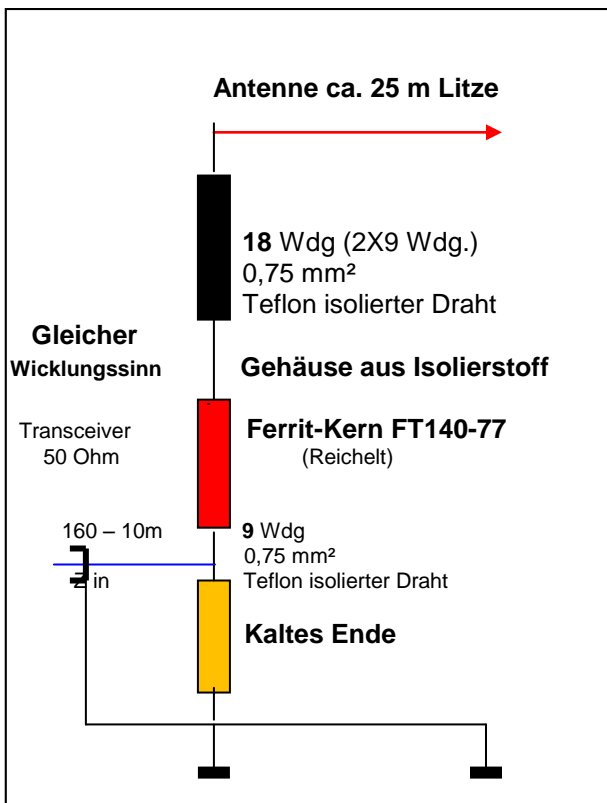 Antenne ca. 25 m Litze
18 Wdg (2X9 Wdg.)
0,75 mm²
Teflon isolierter Draht
Gleicher
Wicklungssinn
Gehäuse aus Isolierstoff
Transceiver
50 Ohm
Ferrit-Kern FT140-77
(Reichelt)
160 – 10m
Z in
9 Wdg
0,75 mm²
Teflon isolierter Draht
Kaltes Ende